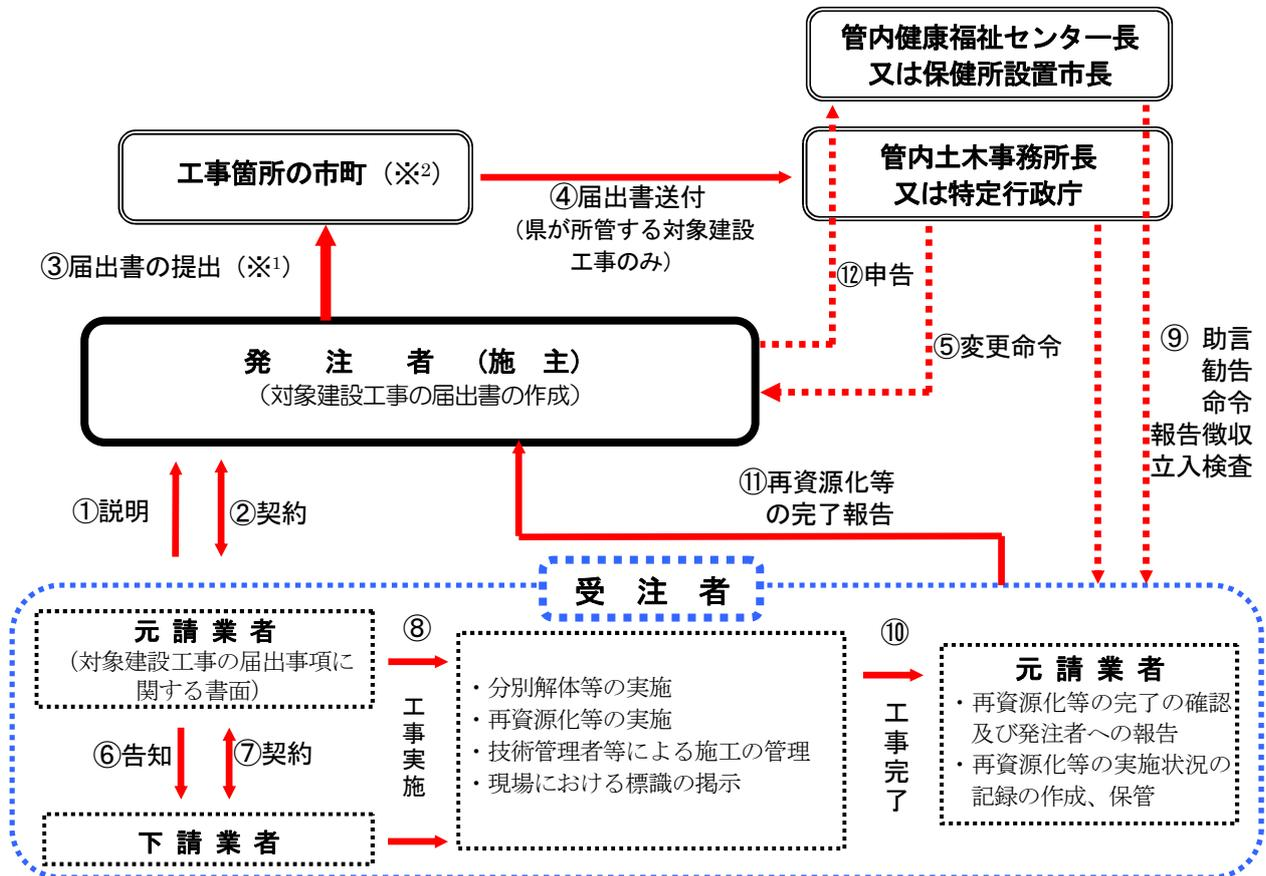 管内健康福祉センター長
又は保健所設置市長
工事箇所の市町（※2）
管内土木事務所長
又は特定行政庁
④届出書送付
（県が所管する対象建設
工事のみ）
③届出書の提出（※1）
⑫申告
⑤変更命令
⑨ 助言
勧告
命令
報告徴収
立入検査
発　注　者　（施　主）
（対象建設工事の届出書の作成）
①説明
②契約
⑪再資源化等
の完了報告
受　注　者
元 請 業 者
（対象建設工事の届出事項に
関する書面）
⑥告知
⑦契約
下 請 業 者
⑧
工事実施
・分別解体等の実施
・再資源化等の実施
・技術管理者等による施工の管理
・現場における標識の掲示
⑩
工事完了
元 請 業 者
・再資源化等の完了の確認
及び発注者への報告
・再資源化等の実施状況の
記録の作成、保管